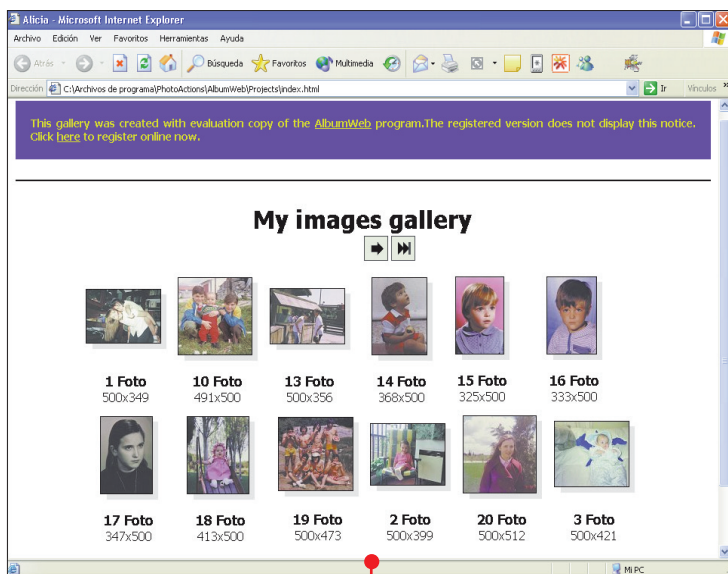 Alicia - Microsoft Internet Explorer
Archivo Edición Ver Favoritos Herramientas Ayuda
Atrás Búsqueda Favoritos Multimedia
Dirección C:\Archivos de programa\PhotoActions\AlbumWeb\Projects\index.html Ir Vínculos »
This gallery was created with evaluation copy of the AlbumWeb program.The registered version does not display this notice.
Click here to register online now.
My images gallery
1 Foto 10 Foto 13 Foto 14 Foto 15 Foto 16 Foto
500x349 491x500 500x356 368x500 325x500 333x500
17 Foto 18 Foto 19 Foto 2 Foto 20 Foto 3 Foto
347x500 413x500 500x473 500x399 500x512 500x421
Mi PC